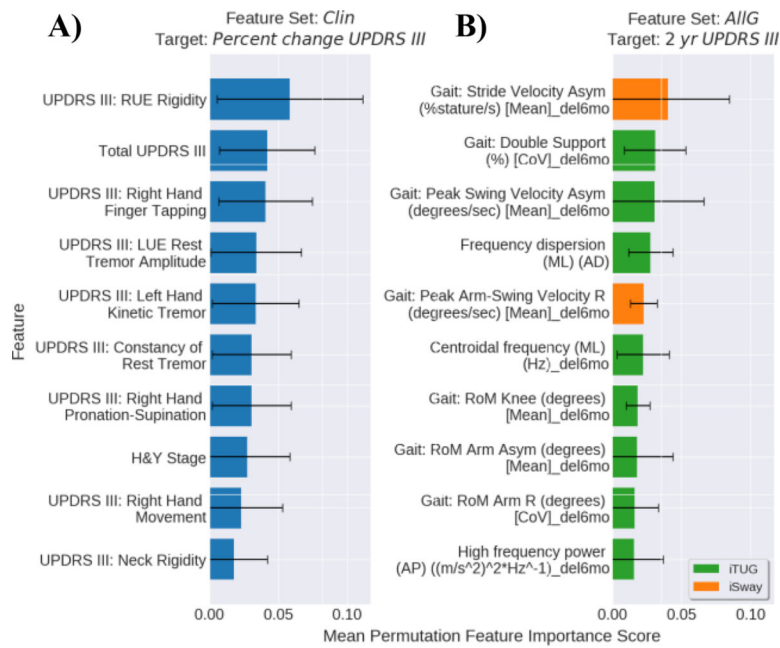 A)
Feature Set: Clin
Target: Percent change UPDRS III
B)
Feature Set: AllG
Target: 2 yr UPDRS III
Feature
UPDRS III: RUE Rigidity
Total UPDRS III
UPDRS III: Right Hand
Finger Tapping
UPDRS III: LUE Rest
Tremor Amplitude
UPDRS III: Left Hand
Kinetic Tremor
UPDRS III: Constancy of
Rest Tremor
UPDRS III: Right Hand
Pronation-Supination
H&Y Stage
UPDRS III: Right Hand
Movement
UPDRS III: Neck Rigidity
0.00 0.05 0.10
Gait: Stride Velocity Asym
(%stature/s) [Mean]_del6mo
Gait: Double Support
(%) [CoV]_del6mo
Gait: Peak Swing Velocity Asym
(degrees/sec) [Mean]_del6mo
Frequency dispersion
(ML) (AD)
Gait: Peak Arm-Swing Velocity R
(degrees/sec) [Mean]_del6mo
Centroidal frequency (ML)
(Hz)_del6mo
Gait: RoM Knee (degrees)
[Mean]_del6mo
Gait: RoM Arm Asym (degrees)
[Mean]_del6mo
Gait: RoM Arm R (degrees)
[CoV]_del6mo
High frequency power
(AP) ((m/s^2)^2*Hz^-1)_del6mo
iTUG
iSway
0.00 0.05 0.10
Mean Permutation Feature Importance Score